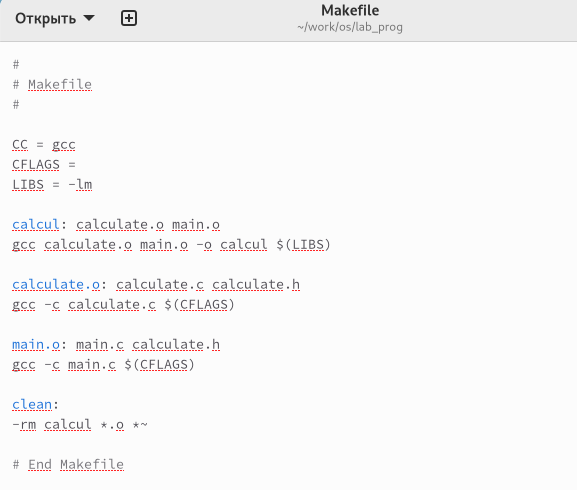 Открыть
Makefile
~/work/os/lab_prog
#
# Makefile
#
CC = gcc
CFLAGS =
LIBS = -lm
calcul: calculate.o main.o
gcc calculate.o main.o -o calcul $(LIBS)
calculate.o: calculate.c calculate.h
gcc -c calculate.c $(CFLAGS)
main.o: main.c calculate.h
gcc -c main.c $(CFLAGS)
clean:
-rm calcul *.o *~
# End Makefile